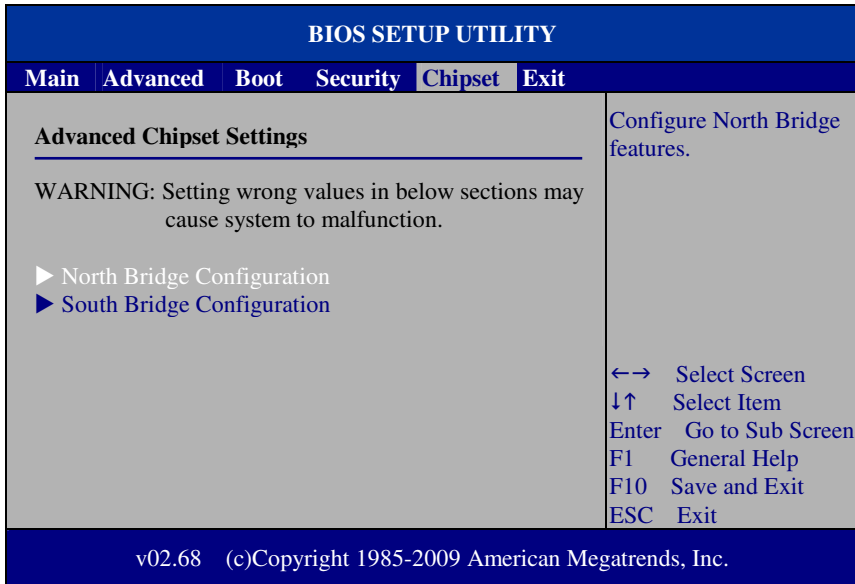 BIOS SETUP UTILITY
Main Advanced Boot Security Chipset Exit
Advanced Chipset Settings
WARNING: Setting wrong values in below sections may
cause system to malfunction.
▶ North Bridge Configuration
▶ South Bridge Configuration
Configure North Bridge
features.
←→ Select Screen
↓↑ Select Item
Enter Go to Sub Screen
F1 General Help
F10 Save and Exit
ESC Exit
v02.68 (c)Copyright 1985-2009 American Megatrends, Inc.